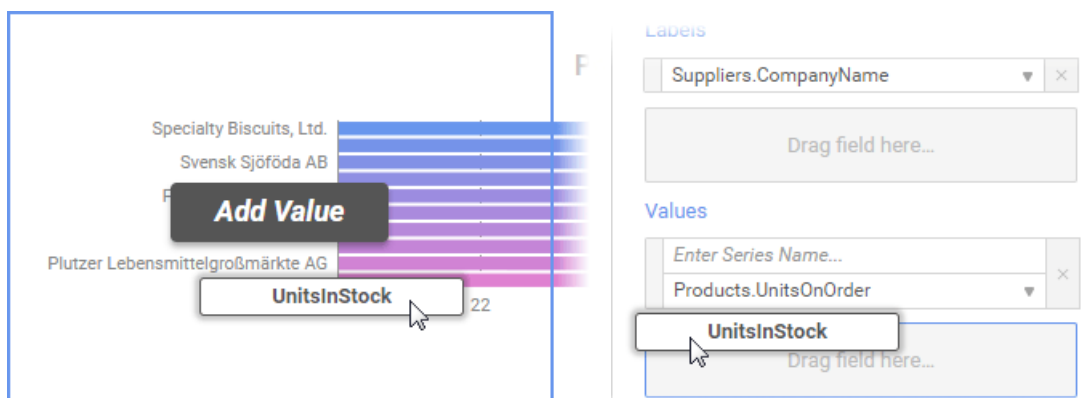 Specialty Biscuits, Ltd.
Svensk Sjöföda AB
Add Value
Plutzer Lebensmittelgroßmärkte AG
UnitsInStock
22
Labels
Suppliers.CompanyName
Drag field here...
Values
Enter Series Name...
Products.UnitsOnOrder
UnitsInStock
Drag field here...